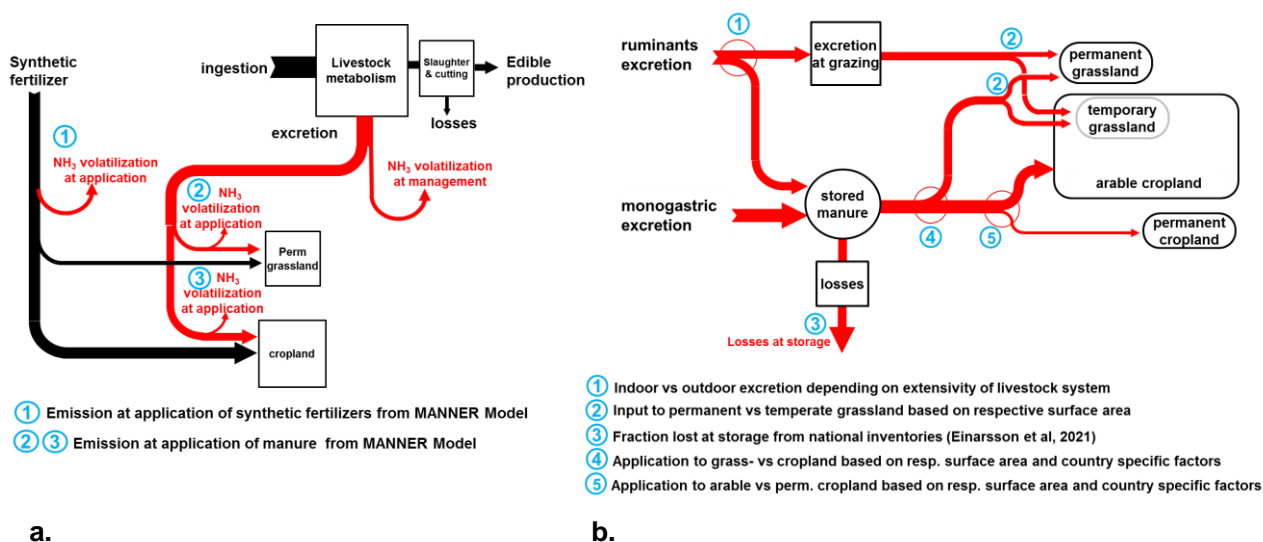 Synthetic
fertilizer
ingestion
Livestock
metabolism
Slaughter
& cutting
Edible
production
losses
excretion
1
NH3 volatilization
at application
NH3 volatilization
at management
2 NH3
volatilization
at application
Perm
grassland
3 NH3
volatilization
at application
cropland
1 Emission at application of synthetic fertilizers from MANNER Model
2 3 Emission at application of manure from MANNER Model
a.
ruminants
excretion
1
excretion
at grazing
2
permanent
grassland
2
temporary
grassland
arable cropland
monogastric
excretion
stored
manure
4
5
permanent
cropland
losses
3
Losses at storage
1 Indoor vs outdoor excretion depending on extensivity of livestock system
2 Input to permanent vs temperate grassland based on respective surface area
3 Fraction lost at storage from national inventories (Einarsson et al, 2021)
4 Application to grass- vs cropland based on resp. surface area and country specific factors
5 Application to arable vs perm. cropland based on resp. surface area and country specific factors
b.